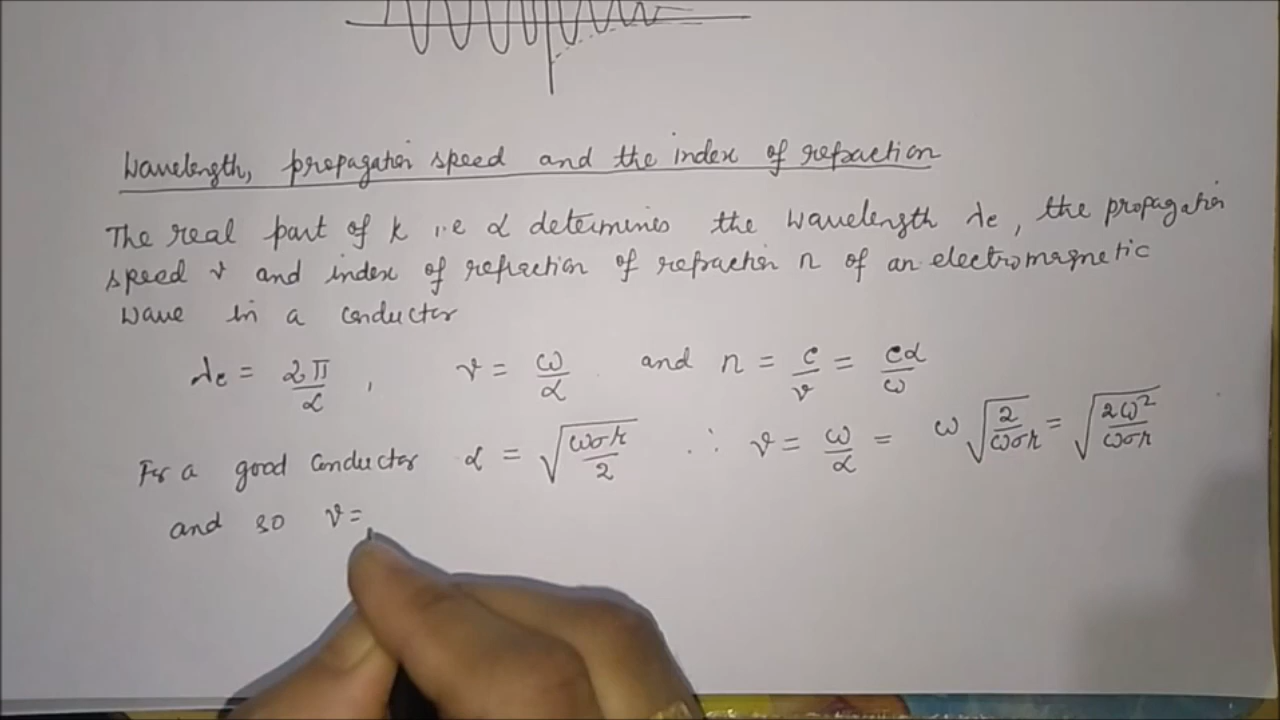 Wavelength, propagation speed and the index of refraction
The real part of k i.e α determines the wavelength λc, the propagation
speed v and index of refraction of refraction n of an electromagnetic
wave in a conductor
λc = 2π/α , v = ω/α and n = c/v = cα/ω
For a good conductor α = √(ωσμ/2) ∴ v = ω/α = ω√(2/ωσμ) = √(2ω²/ωσμ)
and so v =